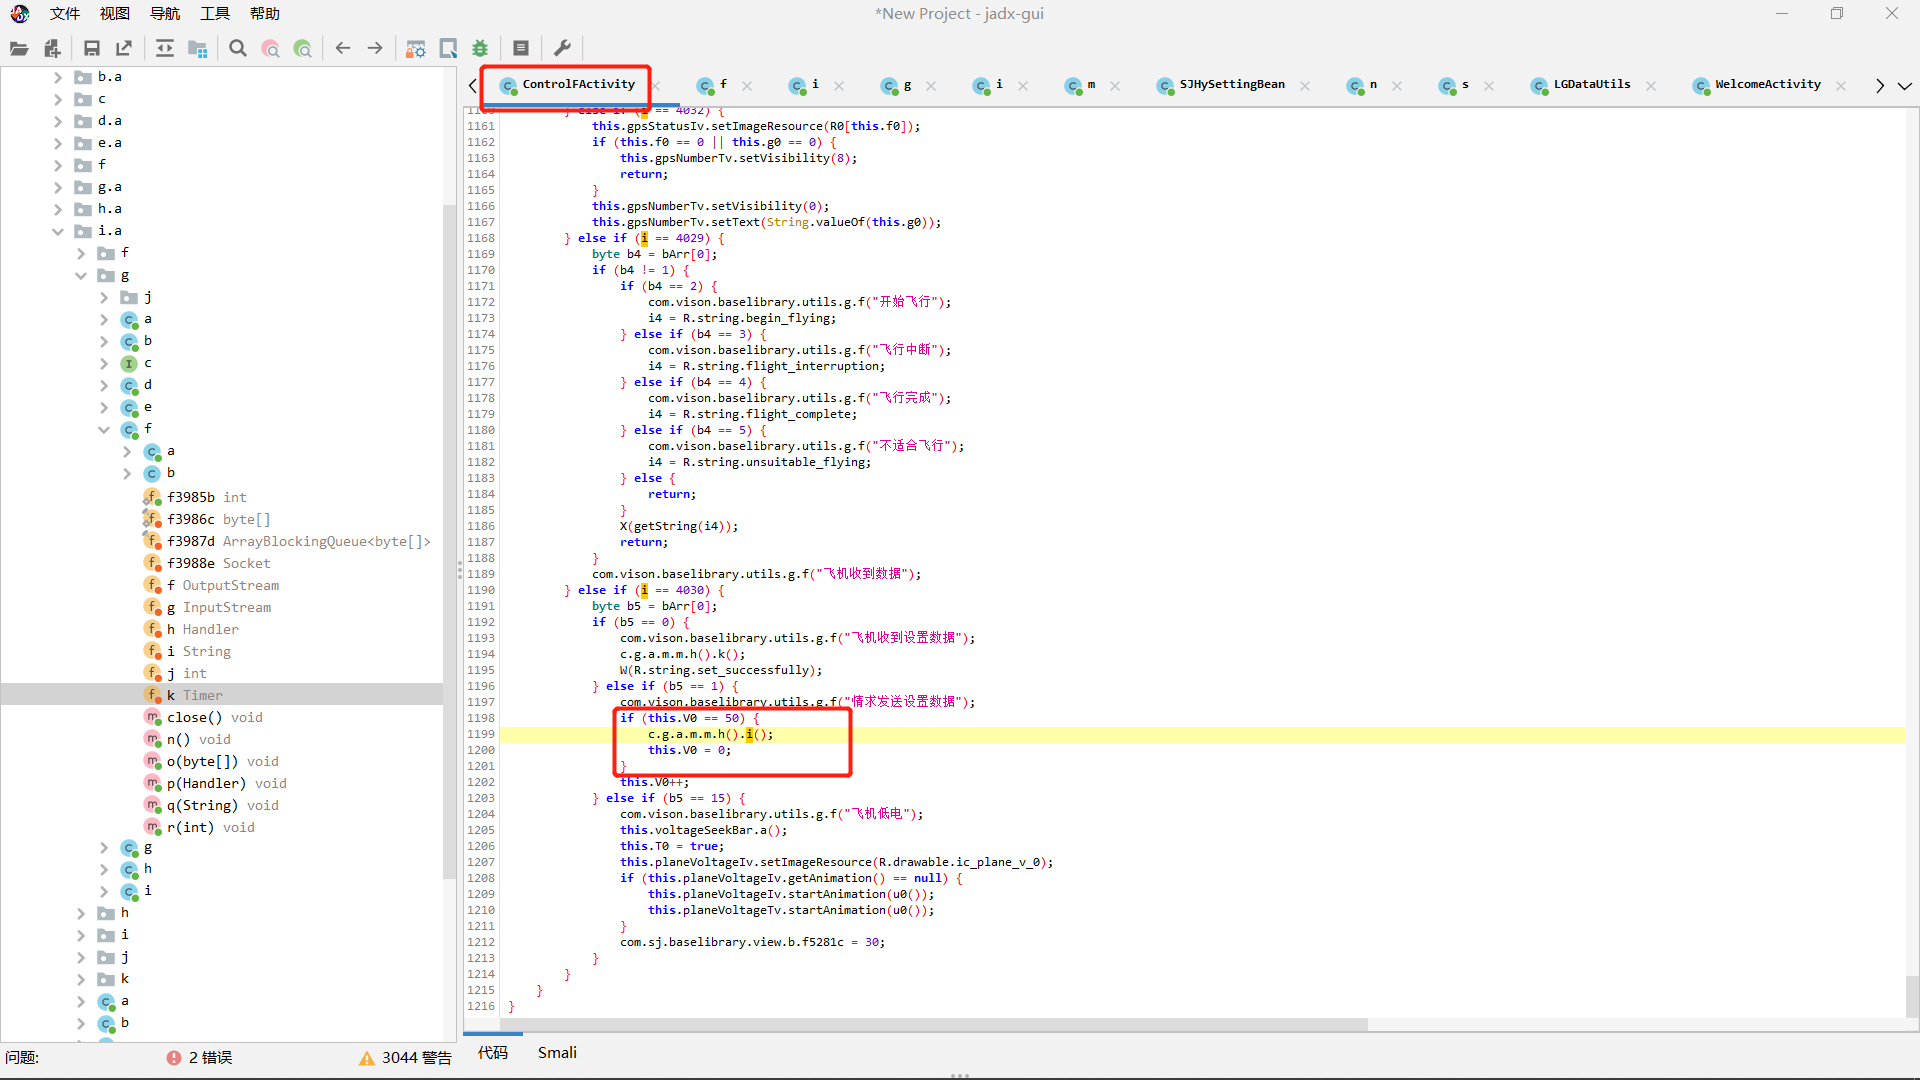 文件 视图 导航 工具 帮助 *New Project - jadx-gui
b.a
c
d.a
e.a
f
g.a
h.a
i.a
f
g
j
a
b
c
d
e
f
a
b
f3985b int
f3986c byte[]
f3987d ArrayBlockingQueue<byte[]>
f3988e Socket
f OutputStream
g InputStream
h Handler
i String
j int
k Timer
close() void
n() void
o(byte[]) void
p(Handler) void
q(String) void
r(int) void
g
h
i
h
i
j
k
a
b
ControlFActivity f i g i m SJHySettingBean n s LGDataUtils WelcomeActivity
1160 } else if (i == 4032) {
1161 this.gpsStatusIv.setImageResource(R0[this.f0]);
1162 if (this.f0 == 0 || this.g0 == 0) {
1163 this.gpsNumberTv.setVisibility(8);
1164 return;
1165 }
1166 this.gpsNumberTv.setVisibility(0);
1167 this.gpsNumberTv.setText(String.valueOf(this.g0));
1168 } else if (i == 4029) {
1169 byte b4 = bArr[0];
1170 if (b4 != 1) {
1171 if (b4 == 2) {
1172 com.vison.baselibrary.utils.g.f("开始飞行");
1173 i4 = R.string.begin_flying;
1174 } else if (b4 == 3) {
1175 com.vison.baselibrary.utils.g.f("飞行中断");
1176 i4 = R.string.flight_interruption;
1177 } else if (b4 == 4) {
1178 com.vison.baselibrary.utils.g.f("飞行完成");
1179 i4 = R.string.flight_complete;
1180 } else if (b4 == 5) {
1181 com.vison.baselibrary.utils.g.f("不适合飞行");
1182 i4 = R.string.unsuitable_flying;
1183 } else {
1184 return;
1185 }
1186 X(getString(i4));
1187 return;
1188 }
1189 com.vison.baselibrary.utils.g.f("飞机收到数据");
1190 } else if (i == 4030) {
1191 byte b5 = bArr[0];
1192 if (b5 == 0) {
1193 com.vison.baselibrary.utils.g.f("飞机收到设置数据");
1194 c.g.a.m.m.h().k();
1195 W(R.string.set_successfully);
1196 } else if (b5 == 1) {
1197 com.vison.baselibrary.utils.g.f("情求发送设置数据");
1198 if (this.V0 == 50) {
1199 c.g.a.m.m.h().i();
1200 this.V0 = 0;
1201 }
1202 this.V0++;
1203 } else if (b5 == 15) {
1204 com.vison.baselibrary.utils.g.f("飞机低电");
1205 this.voltageSeekBar.a();
1206 this.T0 = true;
1207 this.planeVoltageIv.setImageResource(R.drawable.ic_plane_v_0);
1208 if (this.planeVoltageIv.getAnimation() == null) {
1209 this.planeVoltageIv.startAnimation(u0());
1210 this.planeVoltageTv.startAnimation(u0());
1211 }
1212 com.sj.baselibrary.view.b.f5281c = 30;
1213 }
1214 }
1215 }
1216 }
问题: 2 错误 3044 警告 代码 Smali